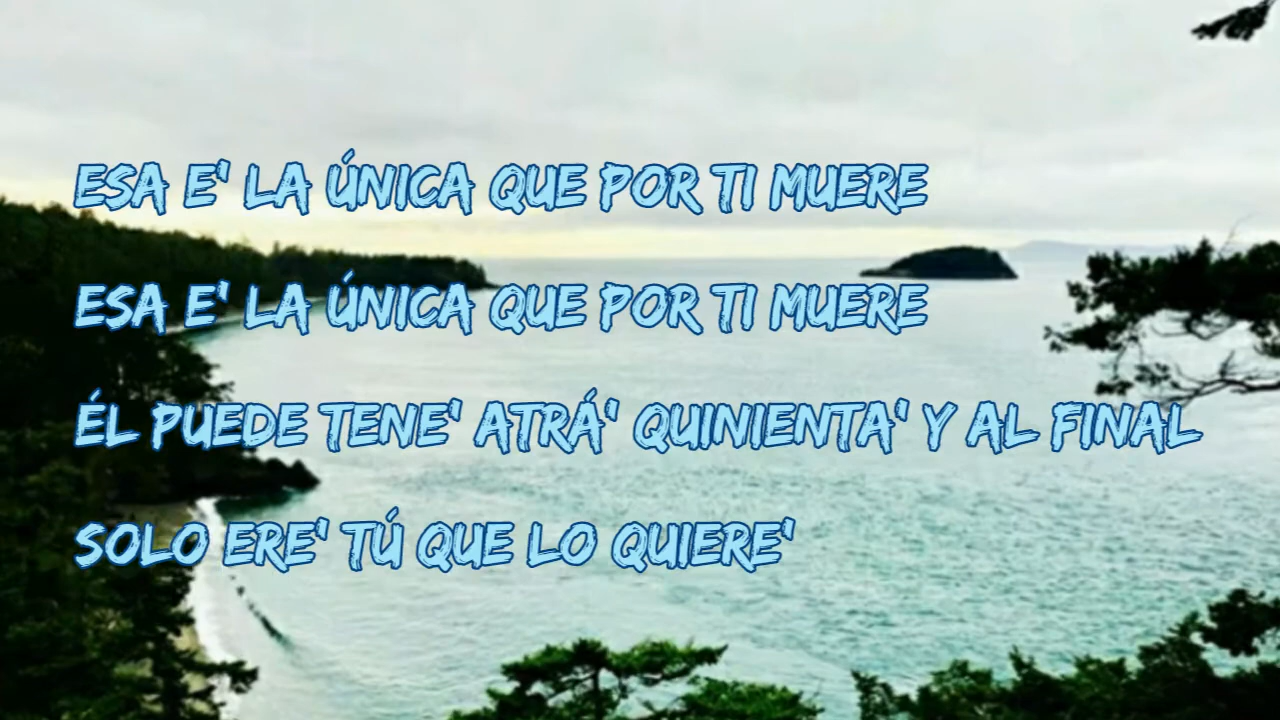 ESA E' LA ÚNICA QUE POR TI MUERE
ESA E' LA ÚNICA QUE POR TI MUERE
ÉL PUEDE TENE' ATRÁ' QUINIENTA' Y AL FINAL
SOLO ERE' TÚ QUE LO QUIERE'